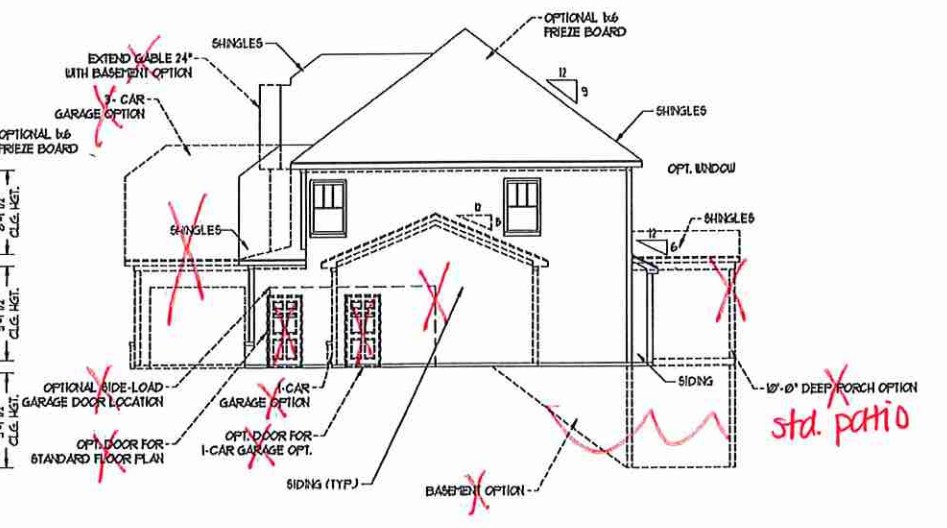 OPTIONAL 1x6
FRIEZE BOARD
SHINGLES
EXTEND GABLE 24"
WITH BASEMENT OPTION
12
9
3-CAR
GARAGE OPTION
SHINGLES
OPTIONAL 1x6
FRIEZE BOARD
OPT. WINDOW
CLG HGT.
12
8
SHINGLES
SHINGLES
12
6
CLG HGT.
OPTIONAL SIDE-LOAD
GARAGE DOOR LOCATION
1-CAR
GARAGE OPTION
SIDING
10'-0" DEEP PORCH OPTION
std. patio
CLG HGT.
OPT. DOOR FOR
STANDARD FLOOR PLAN
OPT. DOOR FOR
1-CAR GARAGE OPT.
SIDING (TYP.)
BASEMENT OPTION